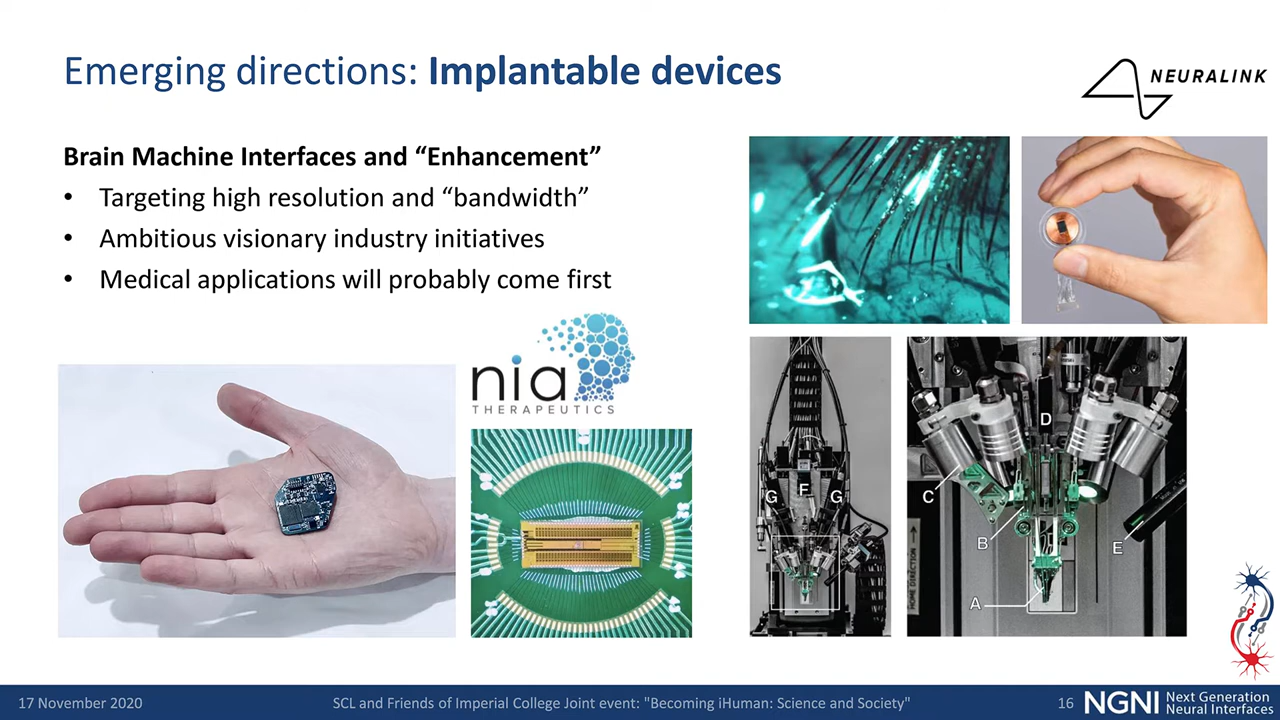 Emerging directions: Implantable devices
NEURALINK
Brain Machine Interfaces and “Enhancement”
• Targeting high resolution and “bandwidth”
• Ambitious visionary industry initiatives
• Medical applications will probably come first
nia
THERAPEUTICS
G
F
G
D
C
B
E
A
HOME DIRECTION
17 November 2020
SCL and Friends of Imperial College Joint event: "Becoming iHuman: Science and Society"
16
NGNI
Next Generation
Neural Interfaces